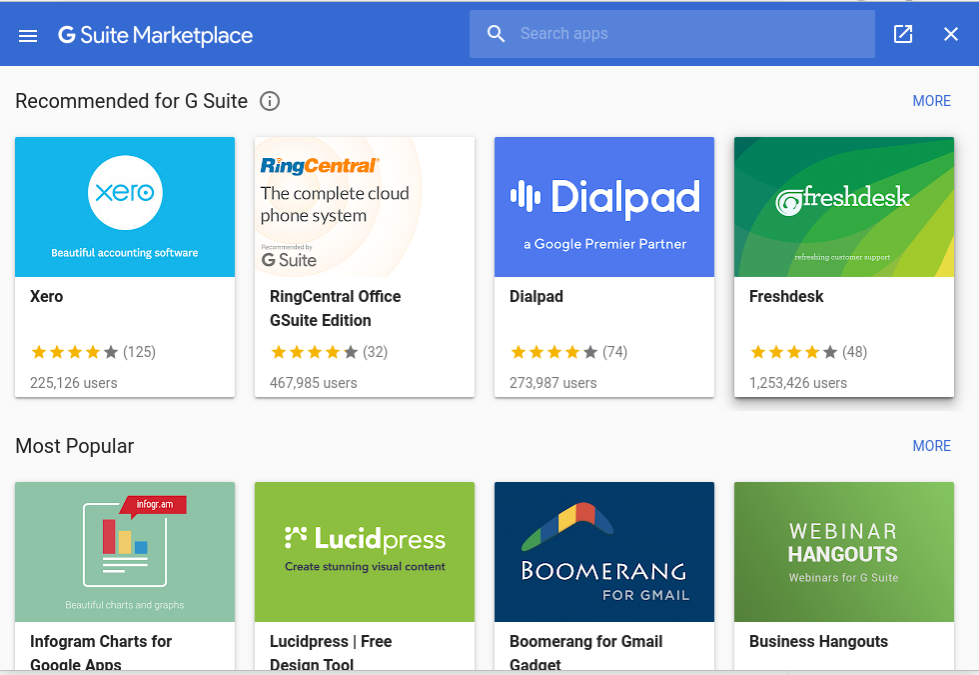 G Suite Marketplace
Search apps
Recommended for G Suite
MORE
xero
Beautiful accounting software
Xero
(125)
225,126 users
RingCentral
The complete cloud
phone system
Recommended by
G Suite
RingCentral Office
GSuite Edition
(32)
467,985 users
Dialpad
a Google Premier Partner
Dialpad
(74)
273,987 users
freshdesk
refreshing customer support
Freshdesk
(48)
1,253,426 users
Most Popular
MORE
infogr.am
Beautiful charts and graphs
Infogram Charts for
Google Apps
Lucidpress
Create stunning visual content
Lucidpress | Free
Design Tool
BOOMERANG
FOR GMAIL
Boomerang for Gmail
Gadget
WEBINAR
HANGOUTS
Webinars for G Suite
Business Hangouts